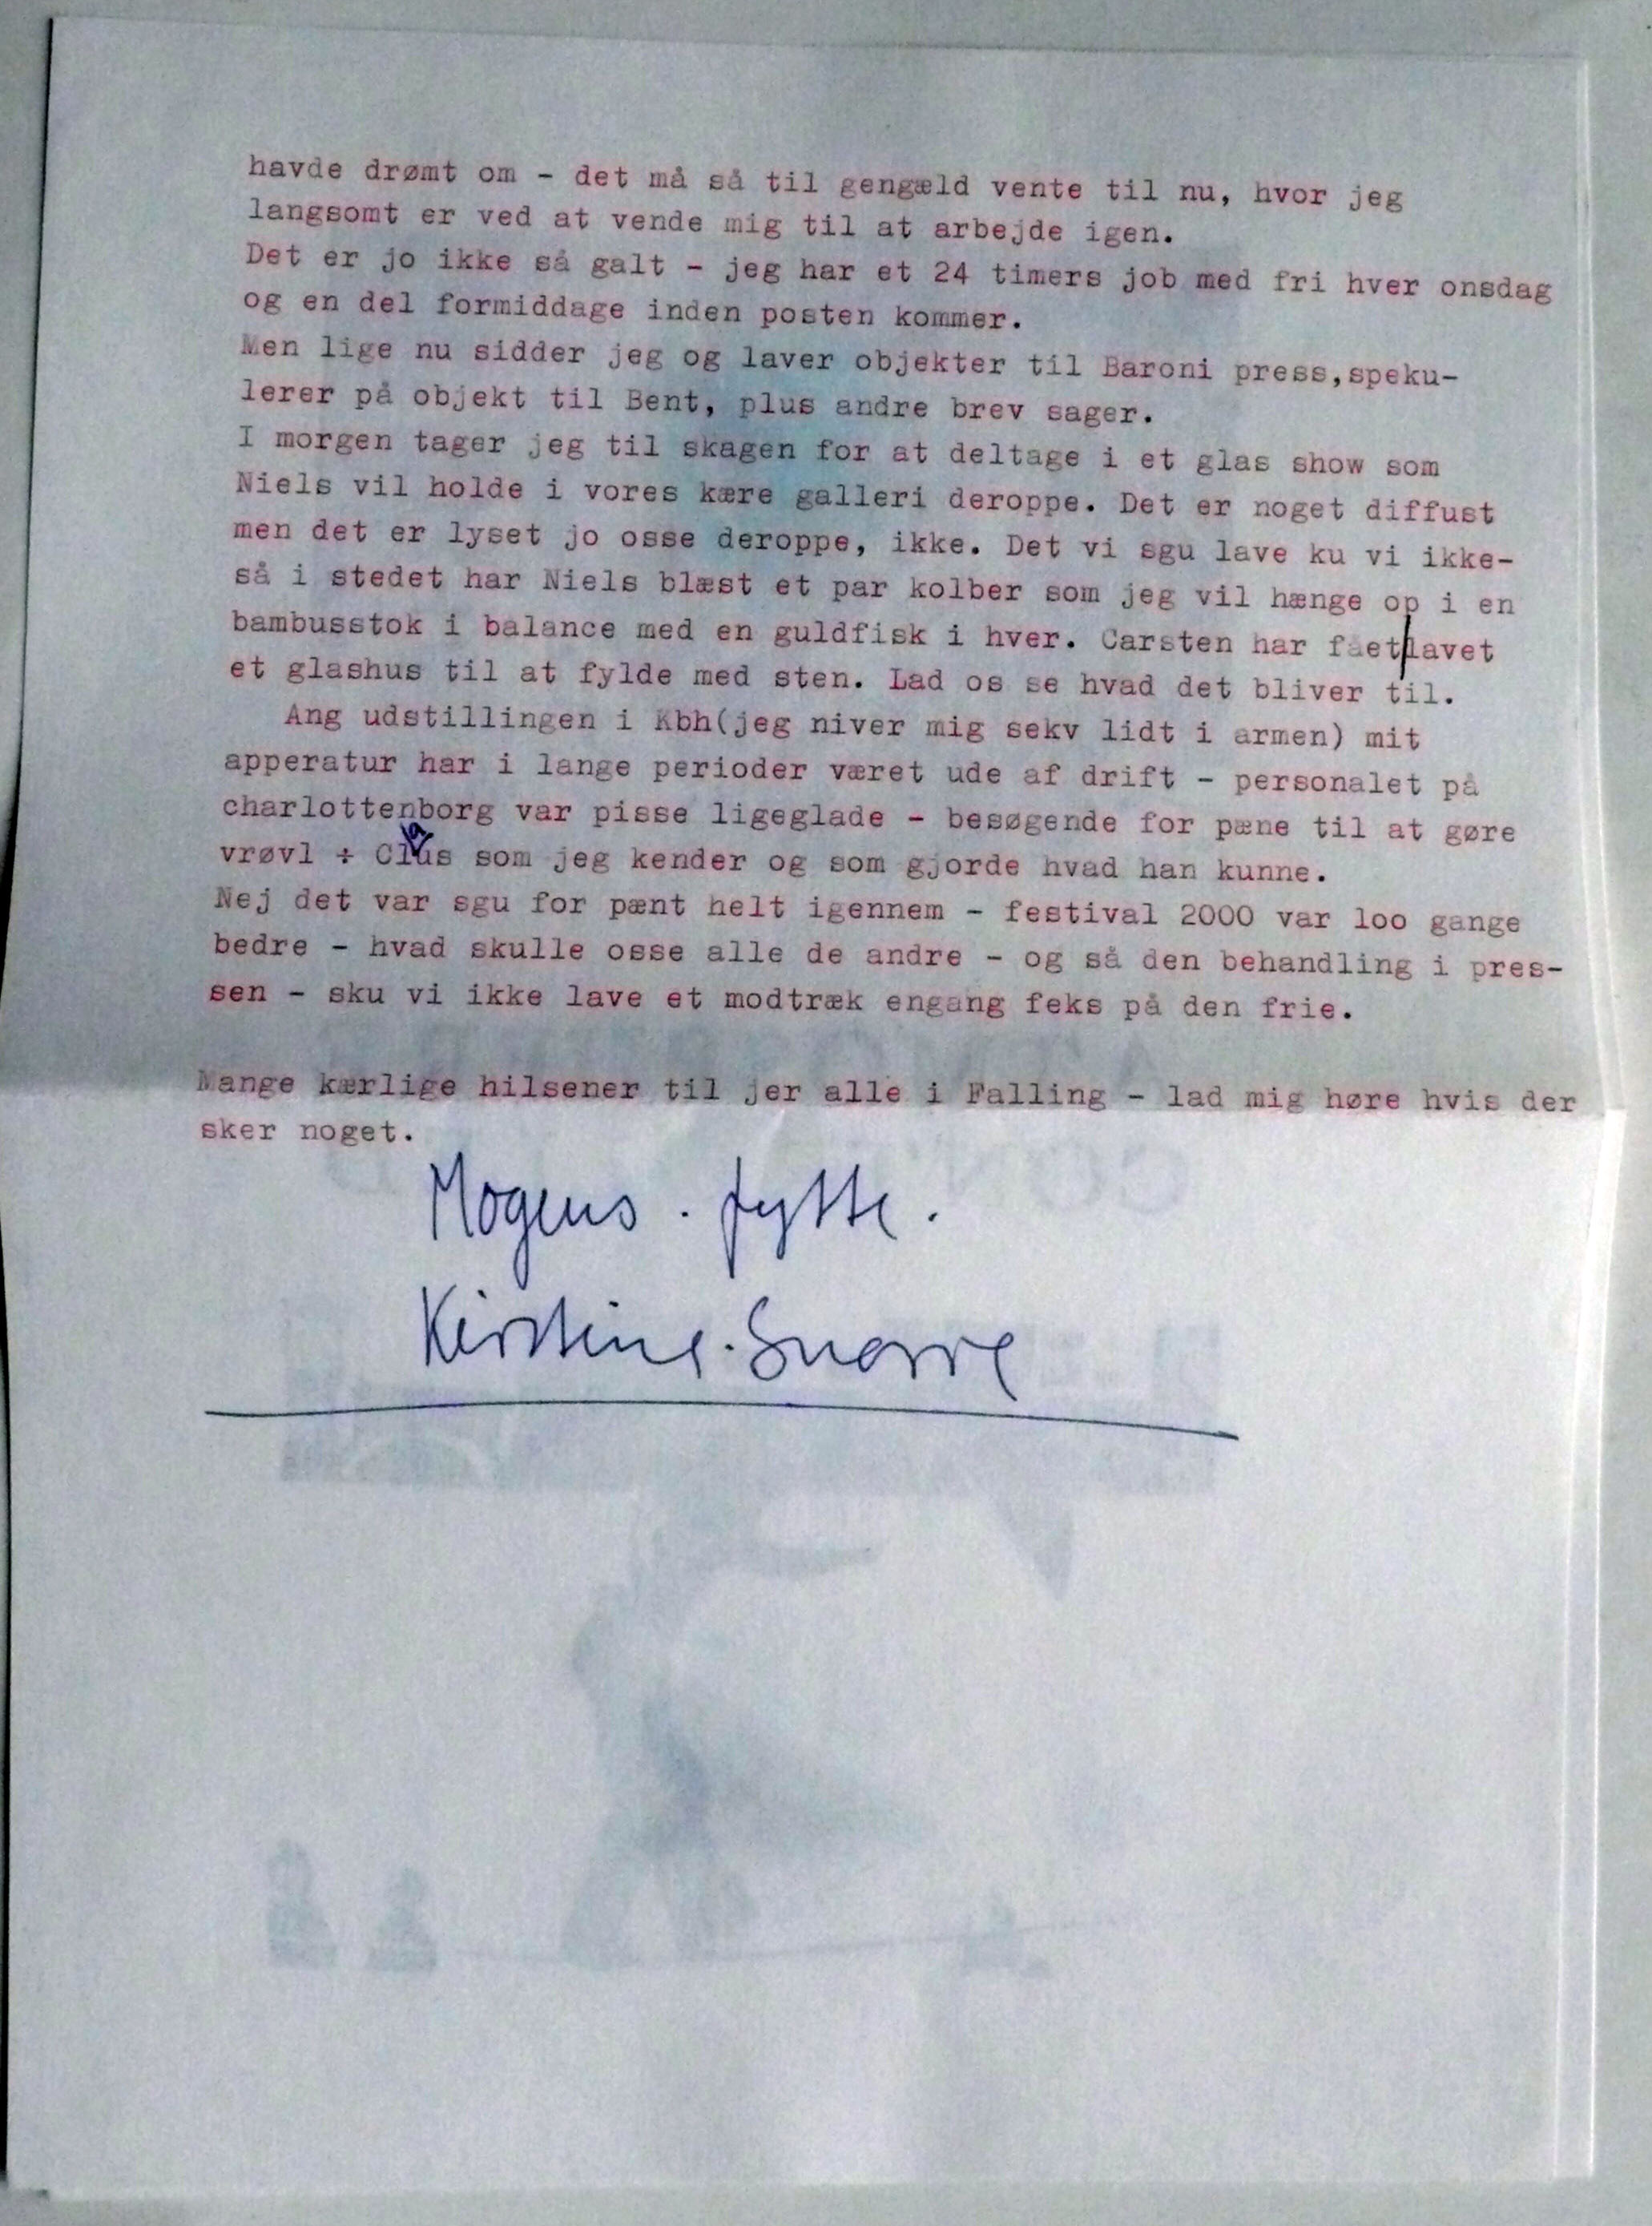 havde drømt om - det må så til gengæld vente til nu, hvor jeg
langsomt er ved at vende mig til at arbejde igen.
Det er jo ikke så galt - jeg har et 24 timers job med fri hver onsdag
og en del formiddage inden posten kommer.
Men lige nu sidder jeg og laver objekter til Baroni press,speku-
lerer på objekt til Bent, plus andre brev sager.
I morgen tager jeg til skagen for at deltage i et glas show som
Niels vil holde i vores kære galleri deroppe. Det er noget diffust
men det er lyset jo osse deroppe, ikke. Det vi sgu lave ku vi ikke-
så i stedet har Niels blæst et par kolber som jeg vil hænge op i en
bambusstok i balance med en guldfisk i hver. Carsten har fået lavet
et glashus til at fylde med sten. Lad os se hvad det bliver til.
Ang udstillingen i Kbh(jeg niver mig sekv lidt i armen) mit
apperatur har i lange perioder været ude af drift - personalet på
charlottenborg var pisse ligeglade - besøgende for pæne til at gøre
vrøvl ÷ Claus som jeg kender og som gjorde hvad han kunne.
Nej det var sgu for pænt helt igennem - festival 2000 var loo gange
bedre - hvad skulle osse alle de andre - og så den behandling i pres-
sen - sku vi ikke lave et modtræk engang feks på den frie.
Mange kærlige hilsener til jer alle i Falling - lad mig høre hvis der
sker noget.
Mogens . Jytte .
Kirstine . Snorre